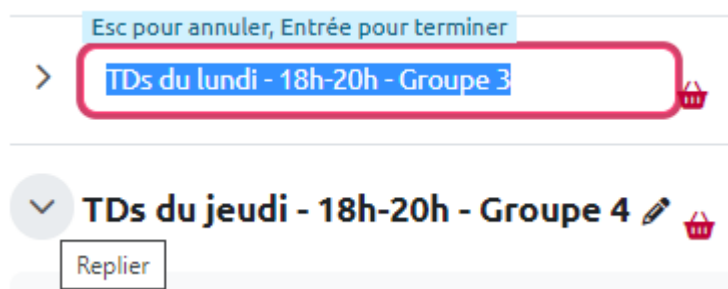 Esc pour annuler, Entrée pour terminer
TDs du lundi - 18h-20h - Groupe 3
TDs du jeudi - 18h-20h - Groupe 4
Replier